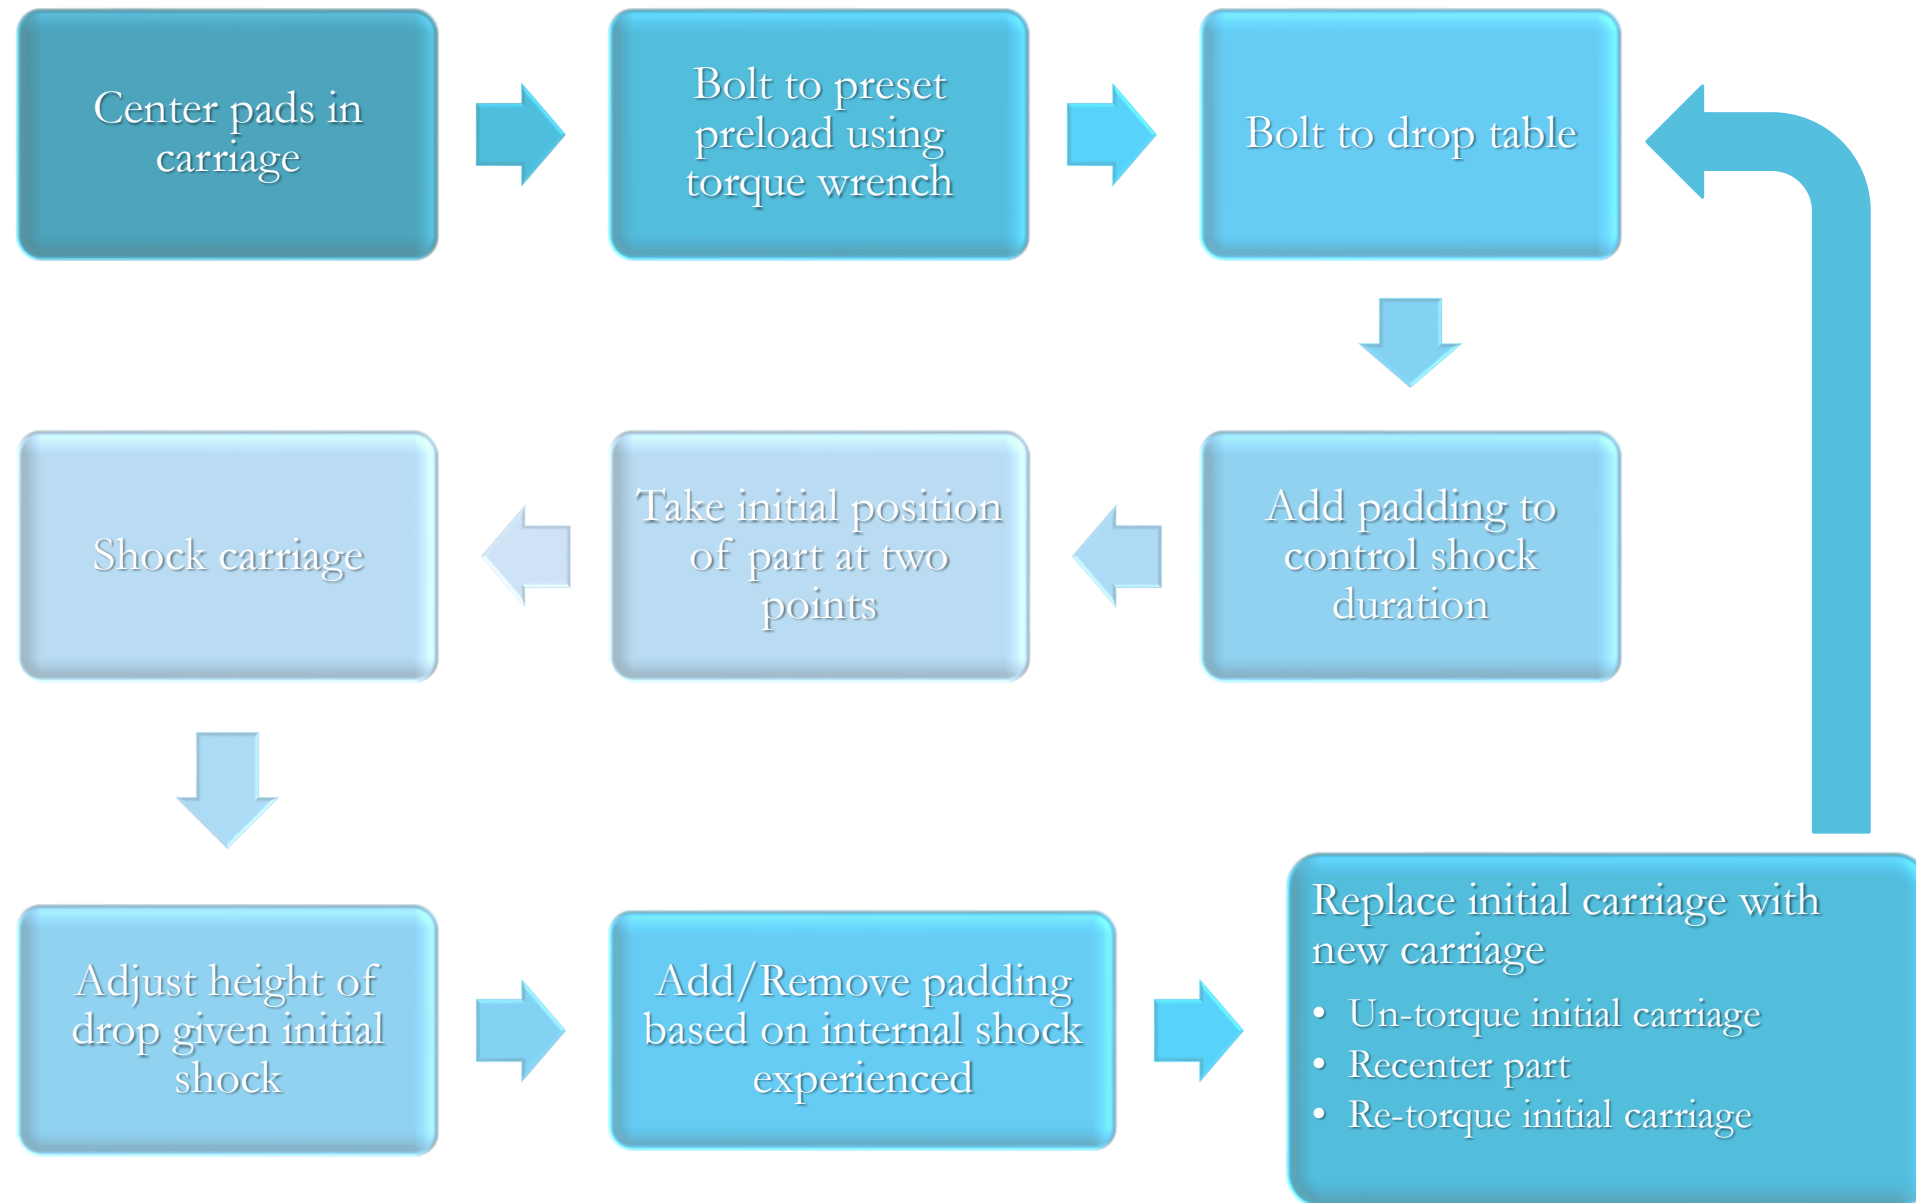 Center pads in
carriage
Bolt to preset
preload using
torque wrench
Bolt to drop table
Add padding to
control shock
duration
Take initial position
of part at two
points
Shock carriage
Adjust height of
drop given initial
shock
Add/Remove padding
based on internal shock
experienced
Replace initial carriage with
new carriage
• Un-torque initial carriage
• Recenter part
• Re-torque initial carriage